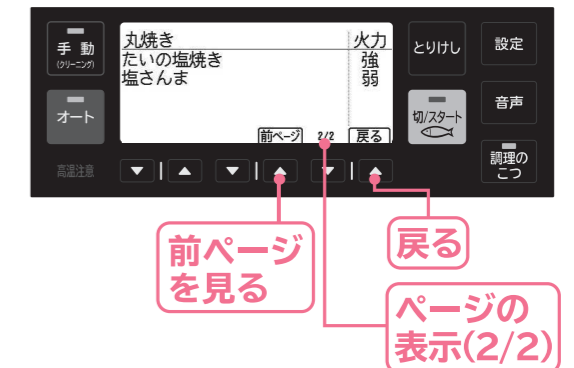 手動
(クリーニング)
オート
高温注意
丸焼き 火力
たいの塩焼き 強
塩さんま 弱
前ページ 2/2 戻る
▼ ▲ ▼ ▲ ▼ ▲
とりけし
切/スタート
設定
音声
調理の
こつ
前ページ
を見る
戻る
ページの
表示(2/2)